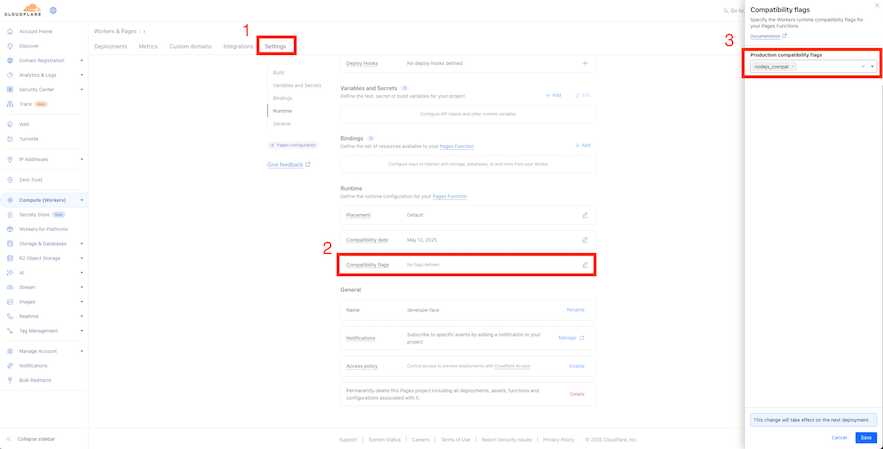 CLOUDFLARE
Account Home
Discover
Domain Registration
Analytics & Logs
Security Center
Trace Beta
WAF
Turnstile
IP Addresses
Zero Trust
Compute (Workers)
Secrets Store Beta
Workers for Platforms
Storage & Databases
R2 Object Storage
AI
Stream
Images
Realtime
Tag Management
Manage Account
Notifications
Bulk Redirects
Collapse sidebar
Workers & Pages /
Go to
1
Deployments Metrics Custom domains Integrations Settings
Build
Variables and Secrets
Bindings
Runtime
General
Pages configuration
Give feedback
Deploy Hooks No deploy hooks defined
Variables and Secrets
Define the text, secret or build variables for your project
+ Add Edit
Configure API tokens and other runtime variables
Bindings
Define the set of resources available to your Pages Function
+ Add
Configure ways to interact with storage, databases, AI and more from your Worker
Runtime
Define the runtime configuration for your Pages Function
Placement Default
Compatibility date May 12, 2025
2
Compatibility flags No flags defined
General
Name develope-face Rename
Notifications Subscribe to specific events by adding a notification to your
project
Manage
Access policy Control access to preview deployments with Cloudflare Access. Enable
Permanently delete this Pages project including all deployments, assets, functions and
configurations associated with it.
Delete
Support System Status Careers Terms of Use Report Security Issues Privacy Policy © 2025 Cloudflare, Inc.
Compatibility flags
Specify the Workers runtime compatibility flags for
your Pages Functions.
Documentation
3
Production compatibility flags
nodejs_compat
This change will take effect on the next deployment.
Cancel Save